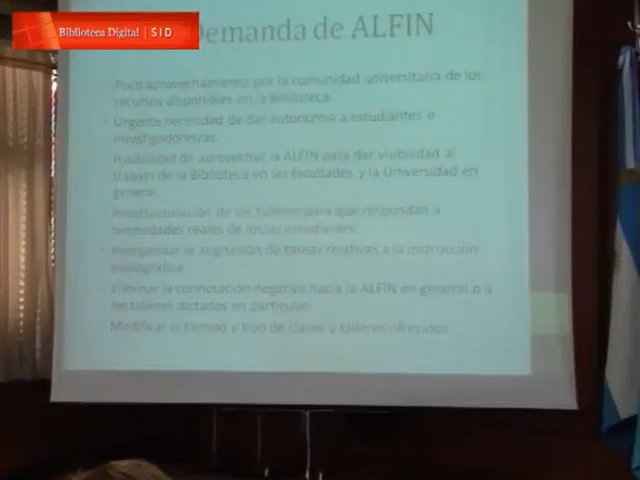 Biblioteca Digital | SID
Demanda de ALFIN
Poco aprovechamiento por la comunidad universitaria de los
recursos disponibles en la Biblioteca.
Urgente necesidad de dar autonomía a estudiantes e
investigadores/as.
Posibilidad de aprovechar la ALFIN para dar visibilidad al
trabajo de la Biblioteca en las facultades y la Universidad en
general.
Reestructuración de los talleres para que respondan a
necesidades reales de los/as estudiantes.
Reorganizar la asignación de tareas relativas a la instrucción
bibliográfica.
Eliminar la connotación negativa hacia la ALFIN en general o a
los talleres dictados en particular.
Modificar el tiempo y tipo de clases y talleres ofrecidos.